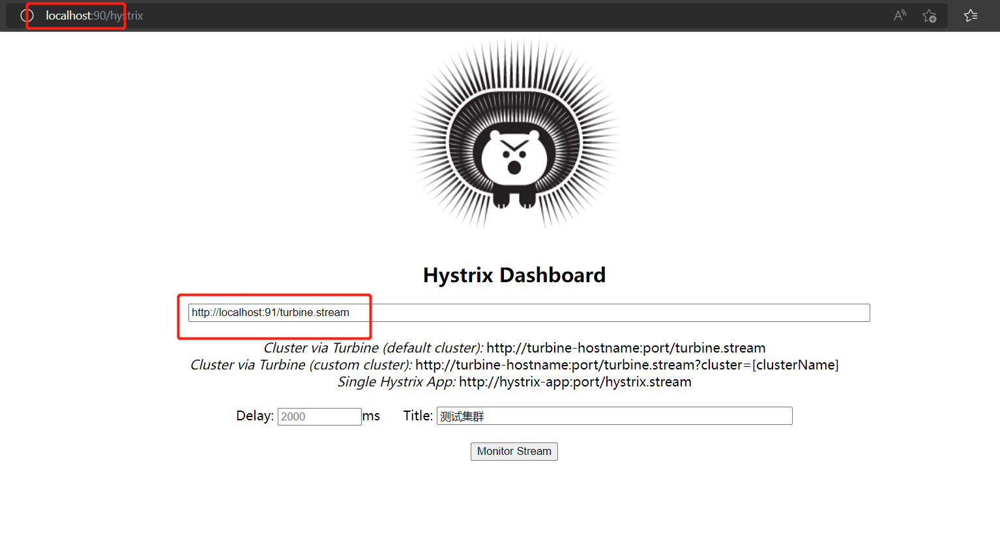 localhost:90/hystrix
Hystrix Dashboard
http://localhost:91/turbine.stream
Cluster via Turbine (default cluster): http://turbine-hostname:port/turbine.stream
Cluster via Turbine (custom cluster): http://turbine-hostname:port/turbine.stream?cluster=[clusterName]
Single Hystrix App: http://hystrix-app:port/hystrix.stream
Delay: 2000 ms Title: 测试集群
Monitor Stream